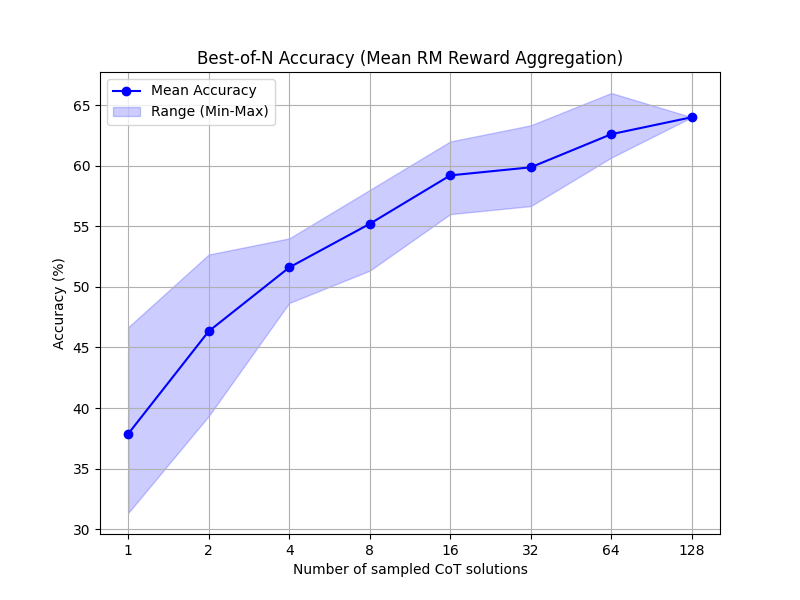 Best-of-N Accuracy (Mean RM Reward Aggregation)
Mean Accuracy
Range (Min-Max)
Accuracy (%)
65
60
55
50
45
40
35
30
1 2 4 8 16 32 64 128
Number of sampled CoT solutions